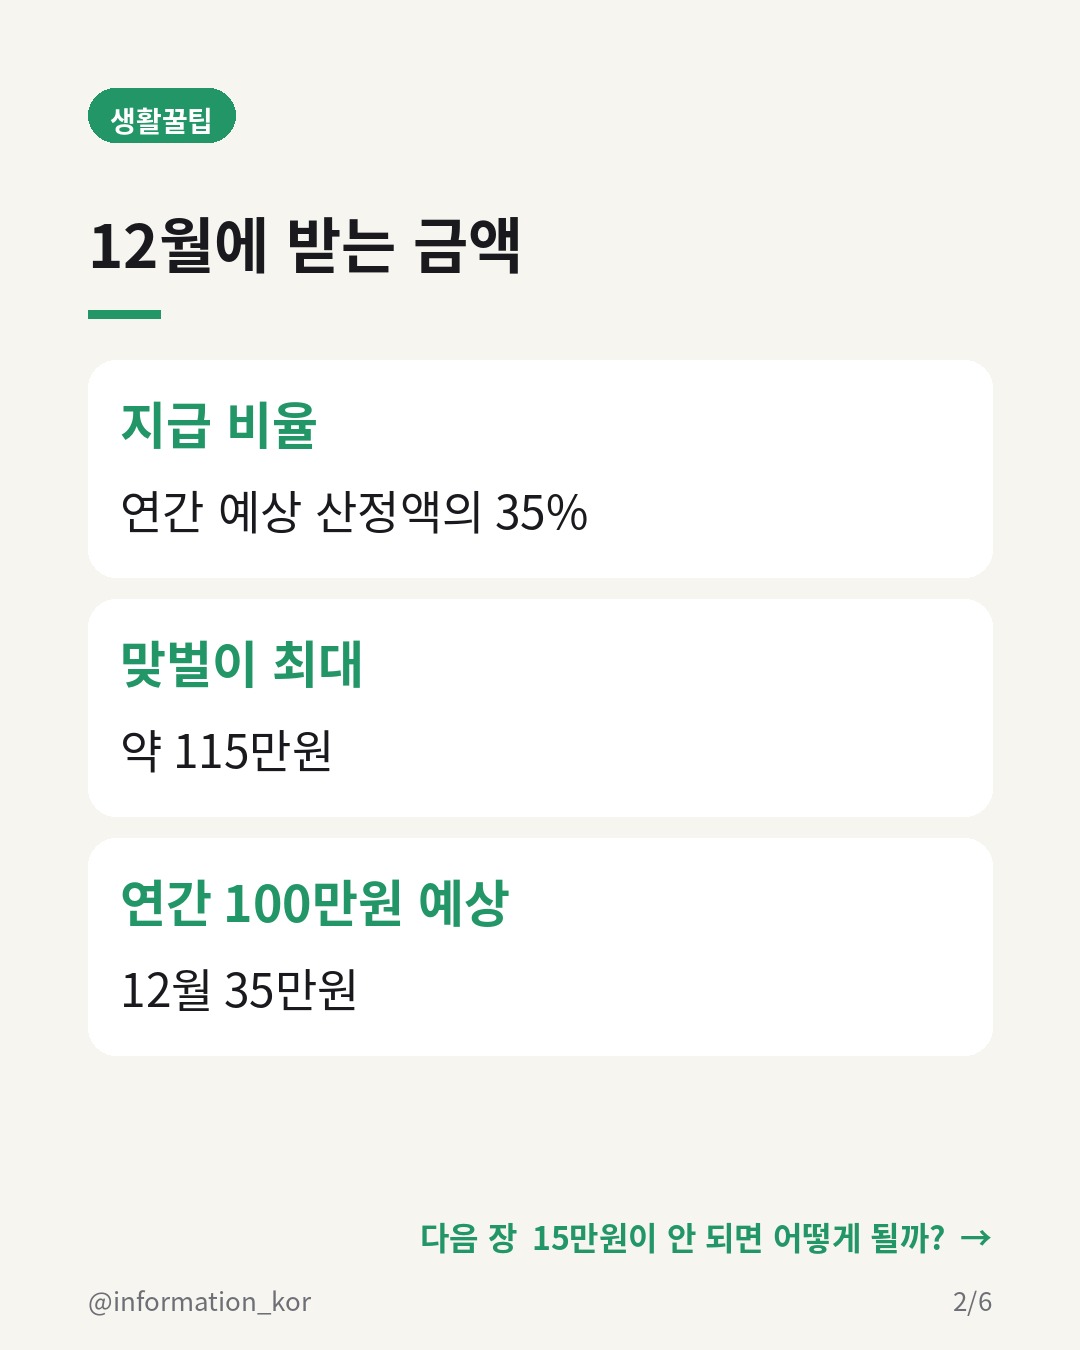 생활꿀팁
12월에 받는 금액
지급 비율
연간 예상 산정액의 35%
맞벌이 최대
약 115만원
연간 100만원 예상
12월 35만원
다음 장 15만원이 안 되면 어떻게 될까? →
@information_kor
2/6